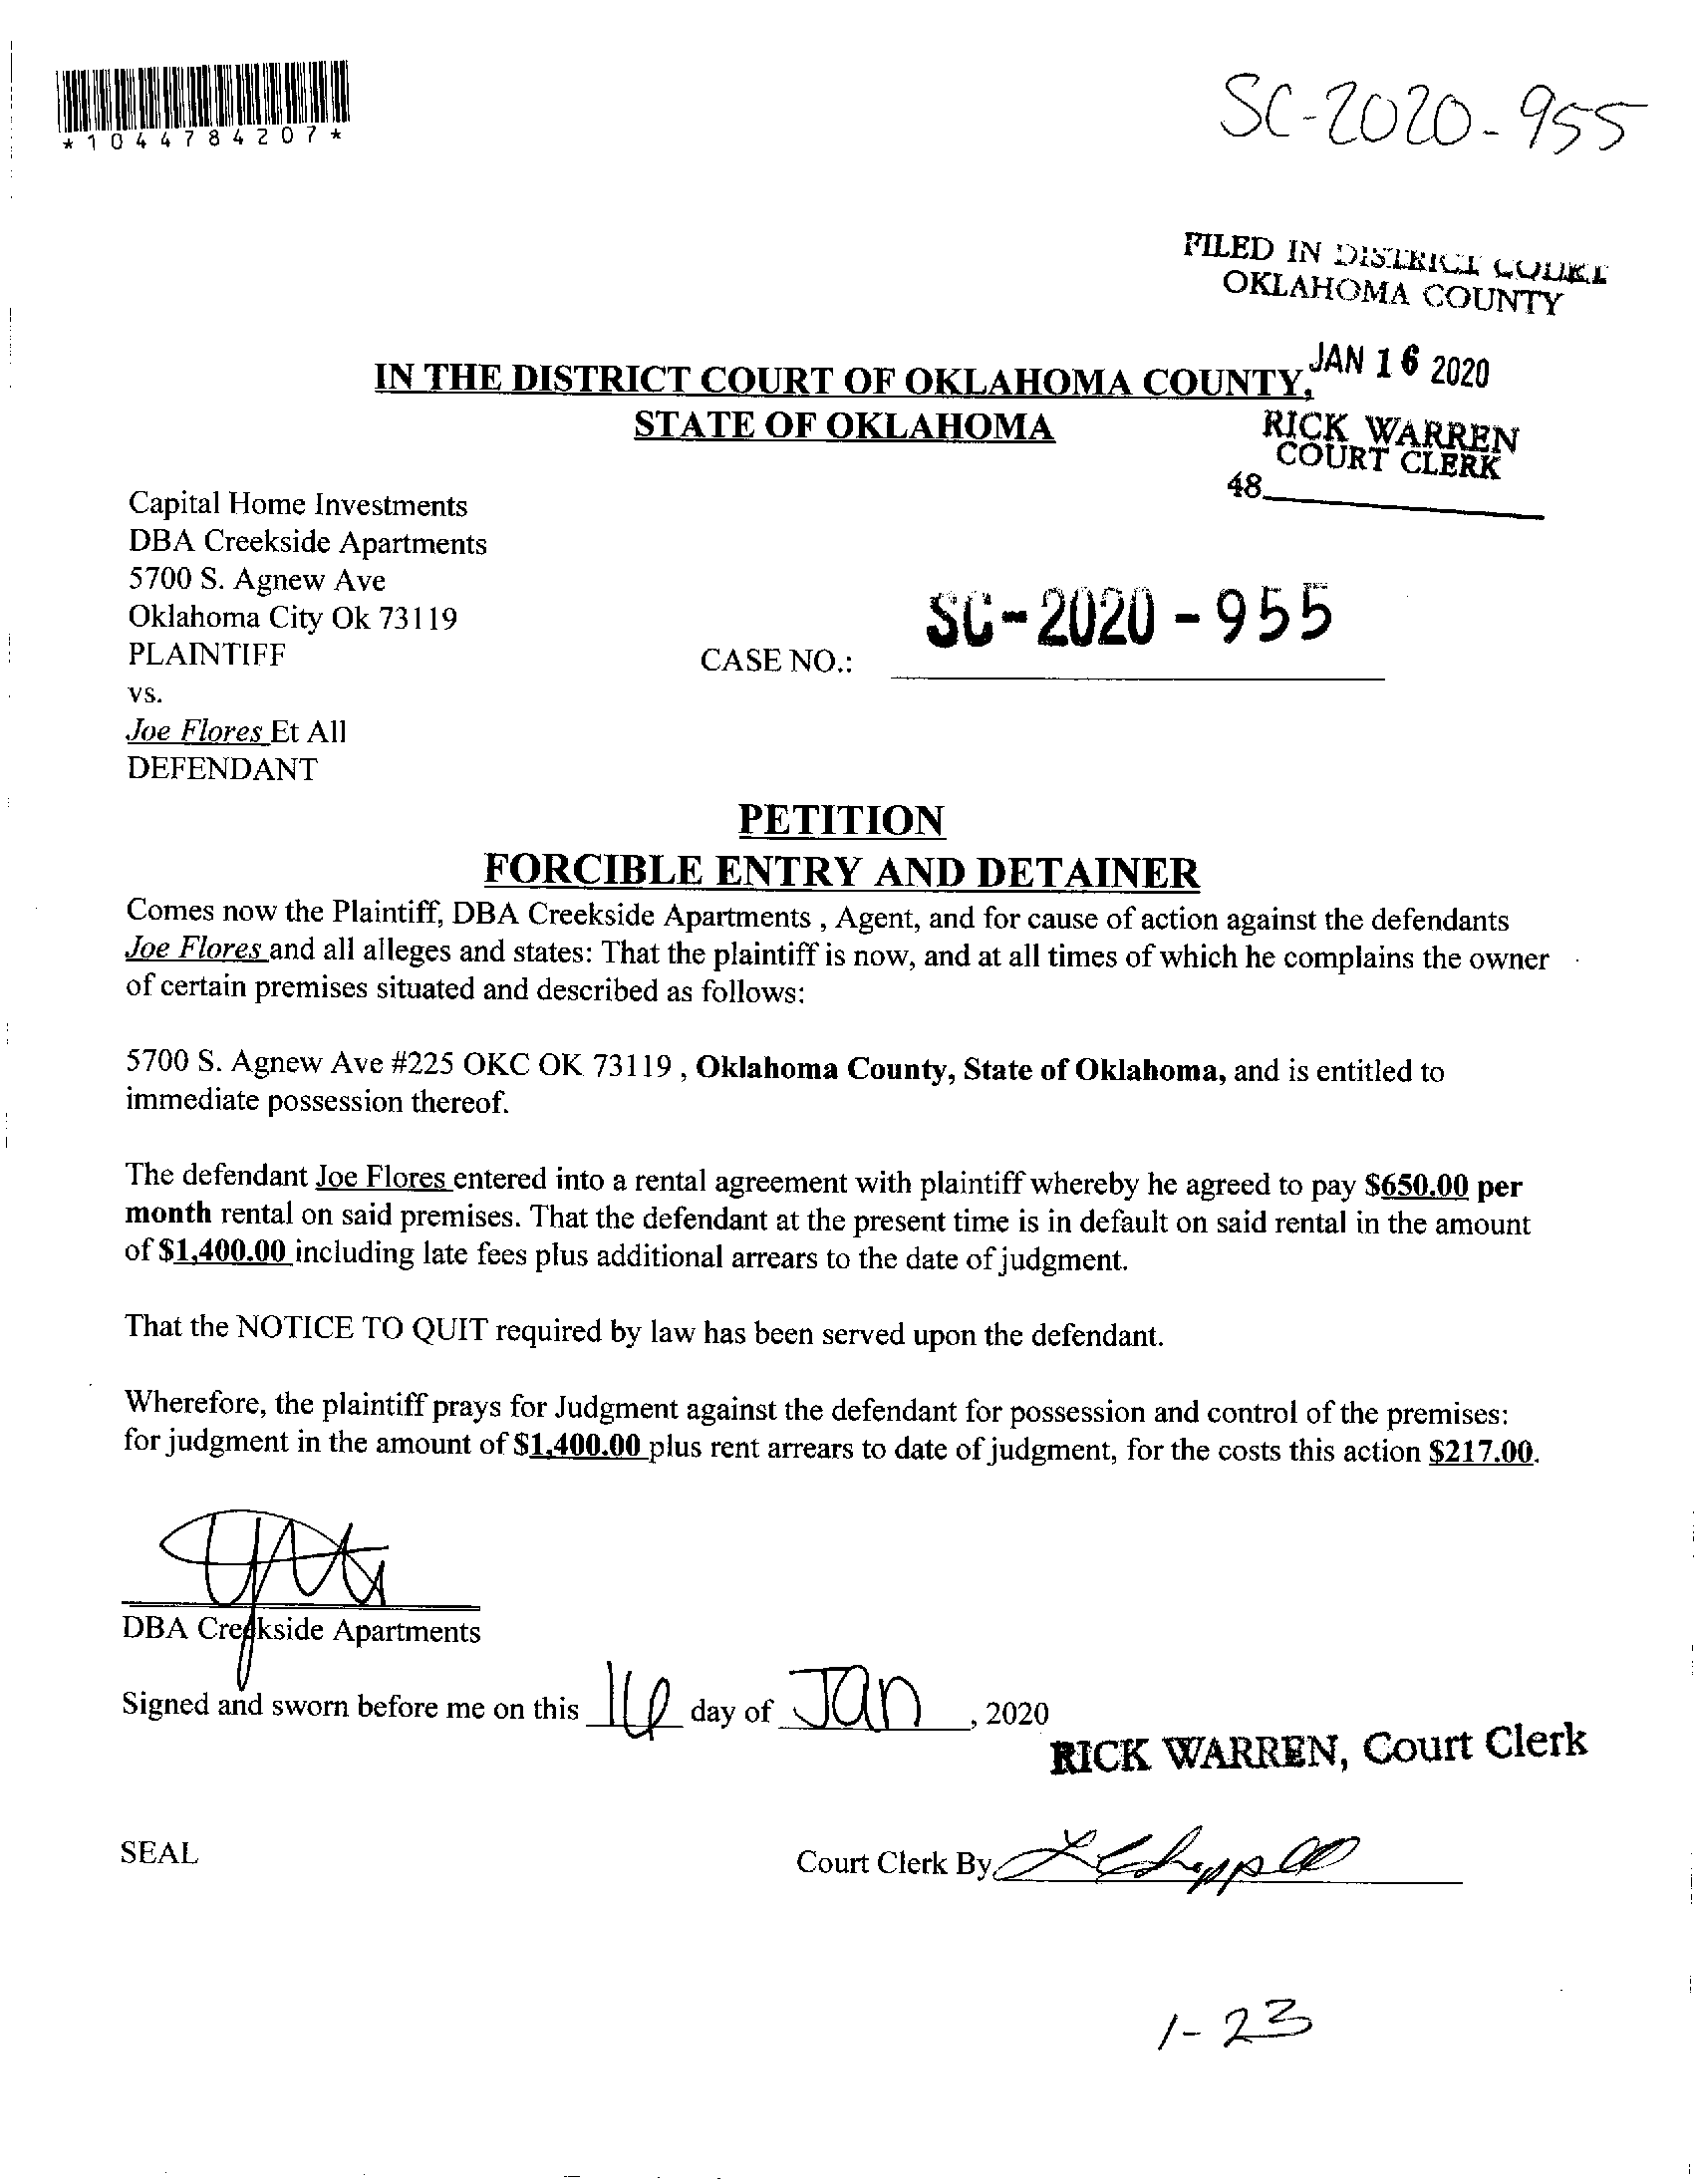 *1044784207*
SC-2020-955
FILED IN DISTRICT COURT
OKLAHOMA COUNTY
JAN 16 2020
RICK WARREN
COURT CLERK
48
IN THE DISTRICT COURT OF OKLAHOMA COUNTY,
STATE OF OKLAHOMA
Capital Home Investments
DBA Creekside Apartments
5700 S. Agnew Ave
Oklahoma City Ok 73119
PLAINTIFF
vs.
Joe Flores Et All
DEFENDANT
CASE NO.: SC-2020-955
PETITION
FORCIBLE ENTRY AND DETAINER
Comes now the Plaintiff, DBA Creekside Apartments , Agent, and for cause of action against the defendants
Joe Flores and all alleges and states: That the plaintiff is now, and at all times of which he complains the owner
of certain premises situated and described as follows:
5700 S. Agnew Ave #225 OKC OK 73119 , Oklahoma County, State of Oklahoma, and is entitled to
immediate possession thereof.
The defendant Joe Flores entered into a rental agreement with plaintiff whereby he agreed to pay $650.00 per
month rental on said premises. That the defendant at the present time is in default on said rental in the amount
of $1,400.00 including late fees plus additional arrears to the date of judgment.
That the NOTICE TO QUIT required by law has been served upon the defendant.
Wherefore, the plaintiff prays for Judgment against the defendant for possession and control of the premises:
for judgment in the amount of $1,400.00 plus rent arrears to date of judgment, for the costs this action $217.00.
DBA Creekside Apartments
Signed and sworn before me on this 16 day of Jan, 2020
RICK WARREN, Court Clerk
SEAL
Court Clerk By
1-23